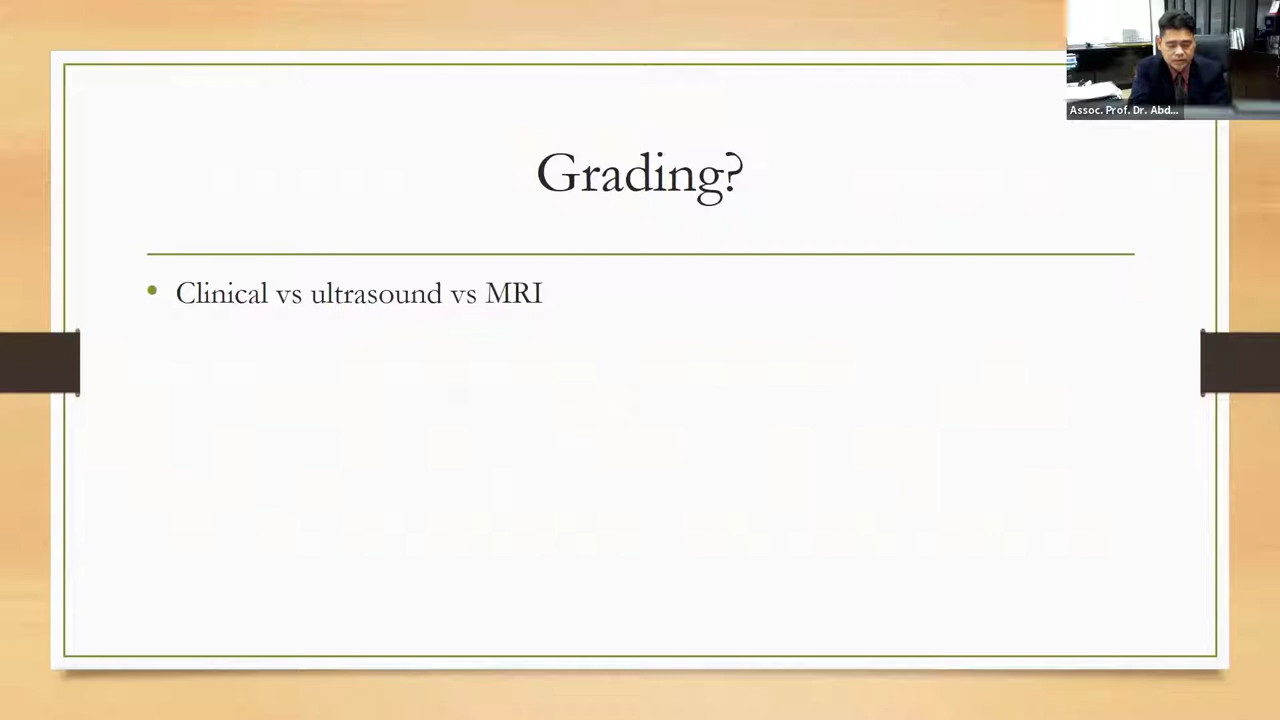 Assoc. Prof. Dr. Abd...
Grading?
• Clinical vs ultrasound vs MRI